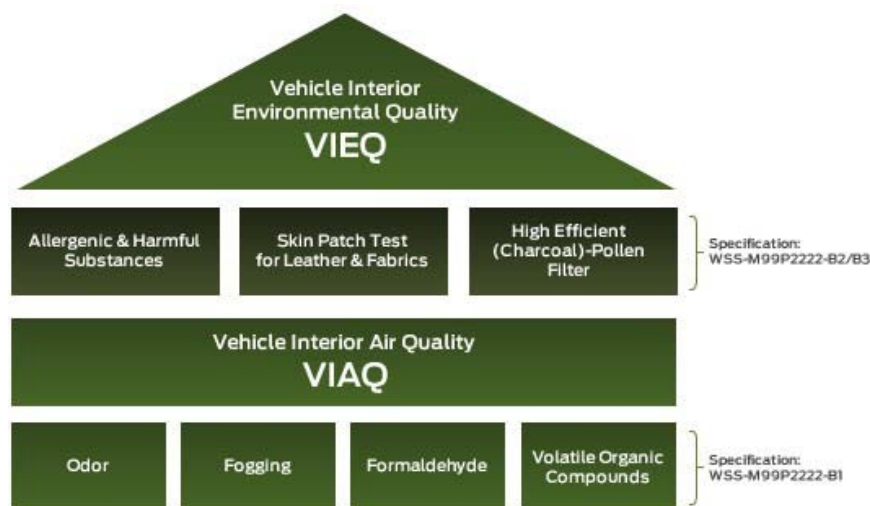 Vehicle Interior
Environmental Quality
VIEQ
Allergenic & Harmful
Substances
Skin Patch Test
for Leather & Fabrics
High Efficient
(Charcoal)-Pollen
Filter
Specification:
WSS-M99P2222-B2/B3
Vehicle Interior Air Quality
VIAQ
Odor
Fogging
Formaldehyde
Volatile Organic
Compounds
Specification:
WSS-M99P2222-B1